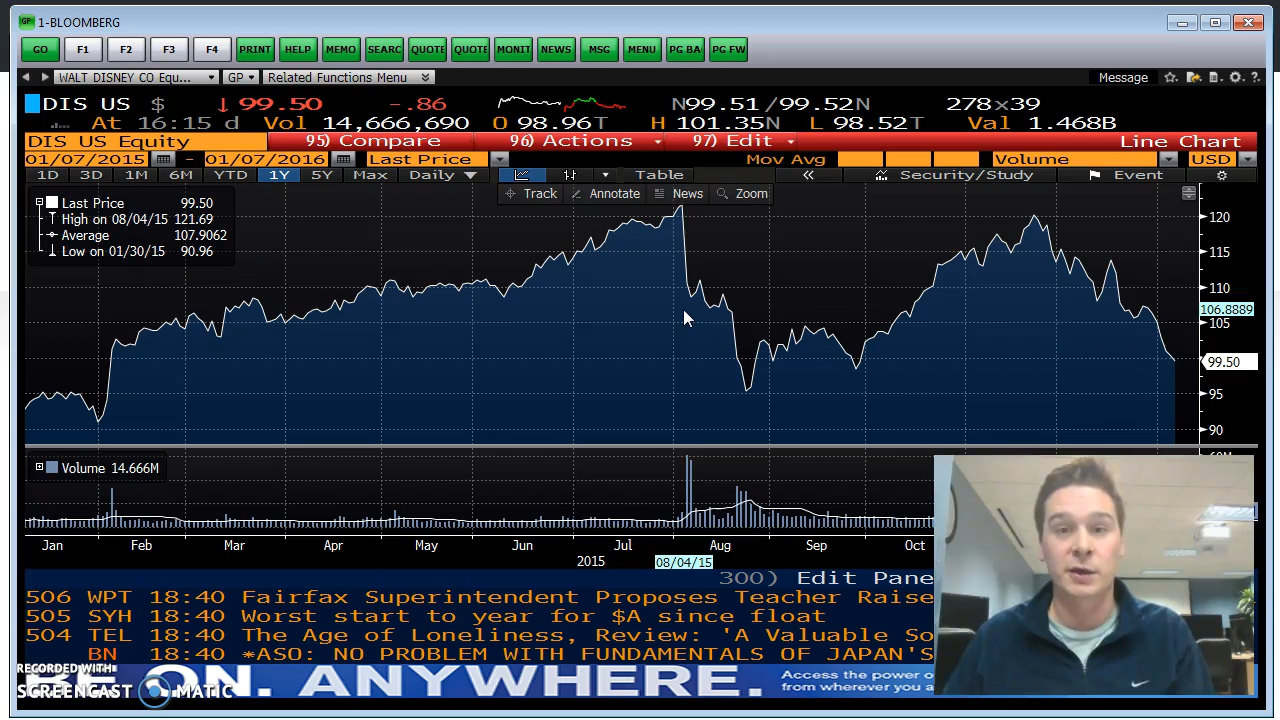 1-BLOOMBERG
GO F1 F2 F3 F4 PRINT HELP MEMO SEARC QUOTE QUOTE MONIT NEWS MSG MENU PG BA PG FW
WALT DISNEY CO Equ... GP Related Functions Menu Message
DIS US $ ↓99.50 -.86 N99.51/99.52N 278x39
At 16:15 d Vol 14,666,690 O 98.96T H 101.35N L 98.52T Val 1.468B
DIS US Equity 95) Compare 96) Actions 97) Edit Line Chart
01/07/2015 - 01/07/2016 Last Price Mov Avg Volume USD
1D 3D 1M 6M YTD 1Y 5Y Max Daily Table « Security/Study Event
Track Annotate News Zoom
Last Price 99.50
High on 08/04/15 121.69
Average 107.9062
Low on 01/30/15 90.96
120
115
110
106.8889
105
99.50
95
90
Volume 14.666M
Jan Feb Mar Apr May Jun Jul Aug Sep Oct
2015 08/04/15
300) Edit Pane
506 WPT 18:40 Fairfax Superintendent Proposes Teacher Raise
505 SYH 18:40 Worst start to year for $A since float
504 TEL 18:40 The Age of Loneliness, Review: 'A Valuable So
BN 18:40 *ASO: NO PROBLEM WITH FUNDAMENTALS OF JAPAN'S
RECORDED WITH
SCREENCAST MATIC
BE ON. ANYWHERE.
Access the power o
from wherever you a